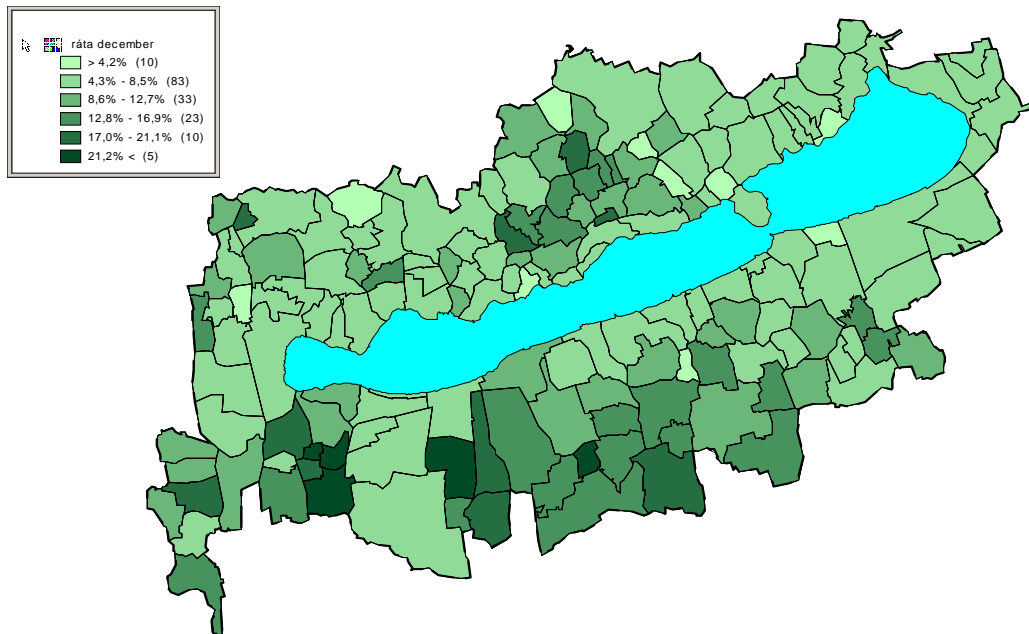 ráta december
> 4,2% (10)
4,3% - 8,5% (83)
8,6% - 12,7% (33)
12,8% - 16,9% (23)
17,0% - 21,1% (10)
21,2% < (5)